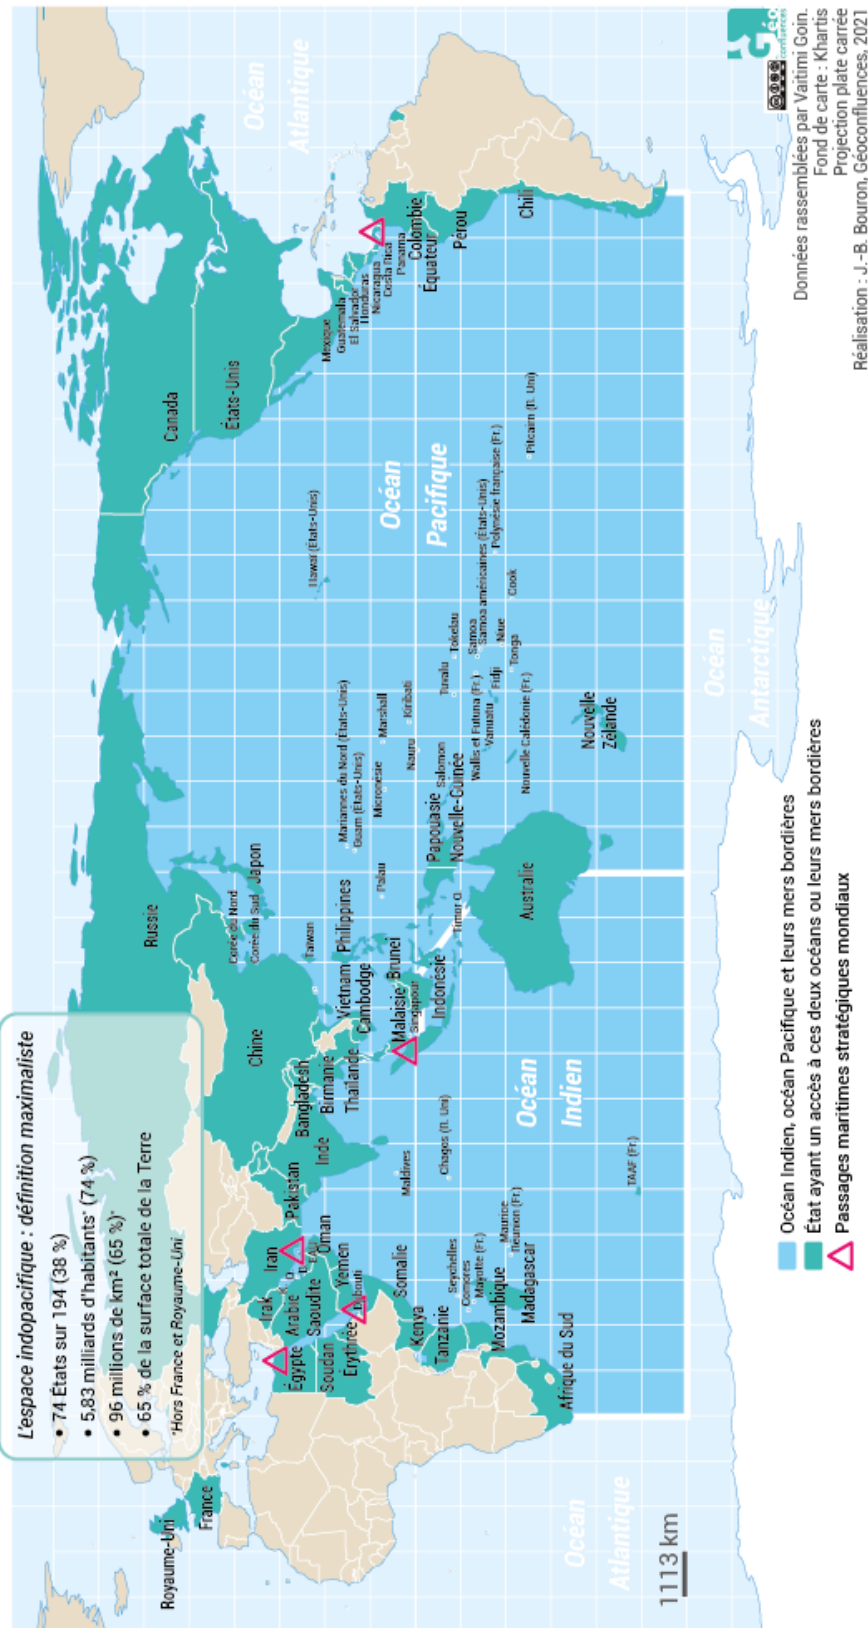 L'espace indopacifique : définition maximaliste
• 74 États sur 194 (38 %)
• 5,83 milliards d'habitants* (74 %)
• 96 millions de km² (65 %)*
• 65 % de la surface totale de la Terre
*Hors France et Royaume-Uni
Royaume-Uni
France
Russie
Canada
États-Unis
Océan
Atlantique
Chine
Corée du Nord
Corée du Sud
Japon
Taïwan
Iran
Irak
K.
Q.
EAU
Pakistan
Inde
Bangladesh
Birmanie
Thaïlande
Vietnam
Cambodge
Philippines
Égypte
Arabie
Saoudite
Oman
Yémen
Soudan
Érythrée
Djibouti
Somalie
Kenya
Tanzanie
Mozambique
Madagascar
Afrique du Sud
Seychelles
Comores
Mayotte (Fr.)
Maurice
Réunion (Fr.)
Maldives
Chagos (R. Uni)
TAAF (Fr.)
Malaisie
Brunei
Singapour
Indonésie
Timor O.
Océan
Indien
Australie
Papouasie
Nouvelle-Guinée
Palau
Mariannes du Nord (États-Unis)
Guam (États-Unis)
Micronésie
Marshall
Nauru
Kiribati
Salomon
Tuvalu
Tokelau
Wallis et Futuna (Fr.)
Vanuatu
Fidji
Samoa
Samoa américaines (États-Unis)
Niue
Tonga
Cook
Polynésie française (Fr.)
Nouvelle Calédonie (Fr.)
Pitcairn (R. Uni)
Nouvelle
Zélande
Hawaï (États-Unis)
Océan
Pacifique
Mexique
Guatemala
El Salvador
Honduras
Nicaragua
Costa Rica
Panama
Colombie
Équateur
Pérou
Chili
Océan
Atlantique
Océan
Antarctique
1113 km
Océan Indien, océan Pacifique et leurs mers bordières
État ayant un accès à ces deux océans ou leurs mers bordières
Passages maritimes stratégiques mondiaux
Géo
confluences
Données rassemblées par Vaitimi Goin.
Fond de carte : Khartis
Projection plate carrée
Réalisation : J.-B. Bouron, Géoconfluences, 2021